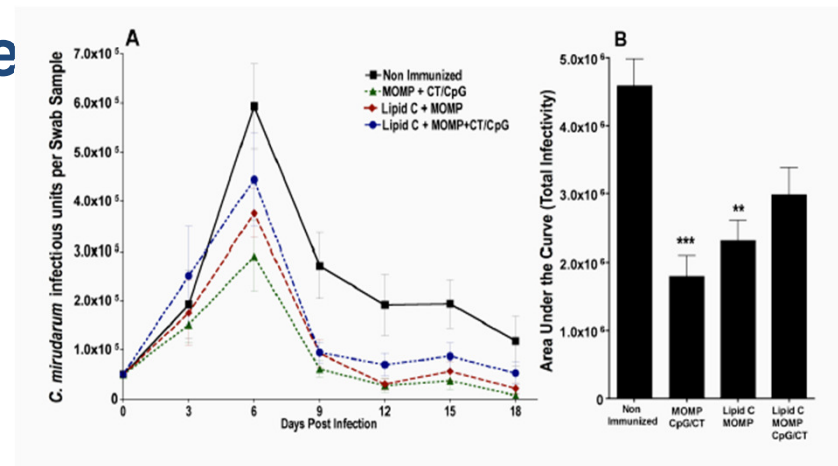 e
A
C. mirudarum infectious units per Swab Sample
7.0x10 5
6.0x10 5
5.0x10 5
4.0x10 5
3.0x10 5
2.0x10 5
1.0x10 5
0
0 3 6 9 12 15 18
Days Post Infection
Non Immunized
MOMP + CT/CpG
Lipid C + MOMP
Lipid C + MOMP+CT/CpG
B
Area Under the Curve (Total Infectivity)
5.0x10 6
4.0x10 6
3.0x10 6
2.0x10 6
1.0x10 6
0
***
**
Non
Immunized
MOMP
CpG/CT
Lipid C
MOMP
Lipid C
MOMP
CpG/CT